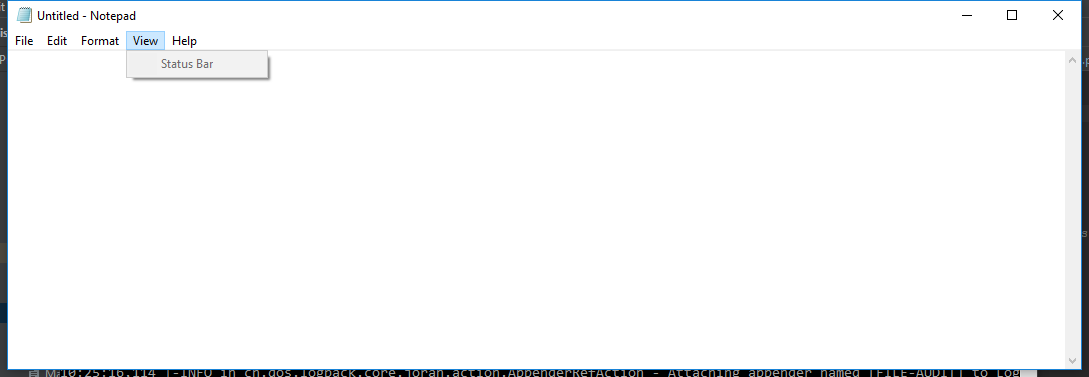 Untitled - Notepad
File Edit Format View Help
Status Bar
10:25:16.114 |-INFO in ch.qos.logback.core.joran.action.AppenderRefAction - Attaching appender named [FILE-AUDIT] to Log